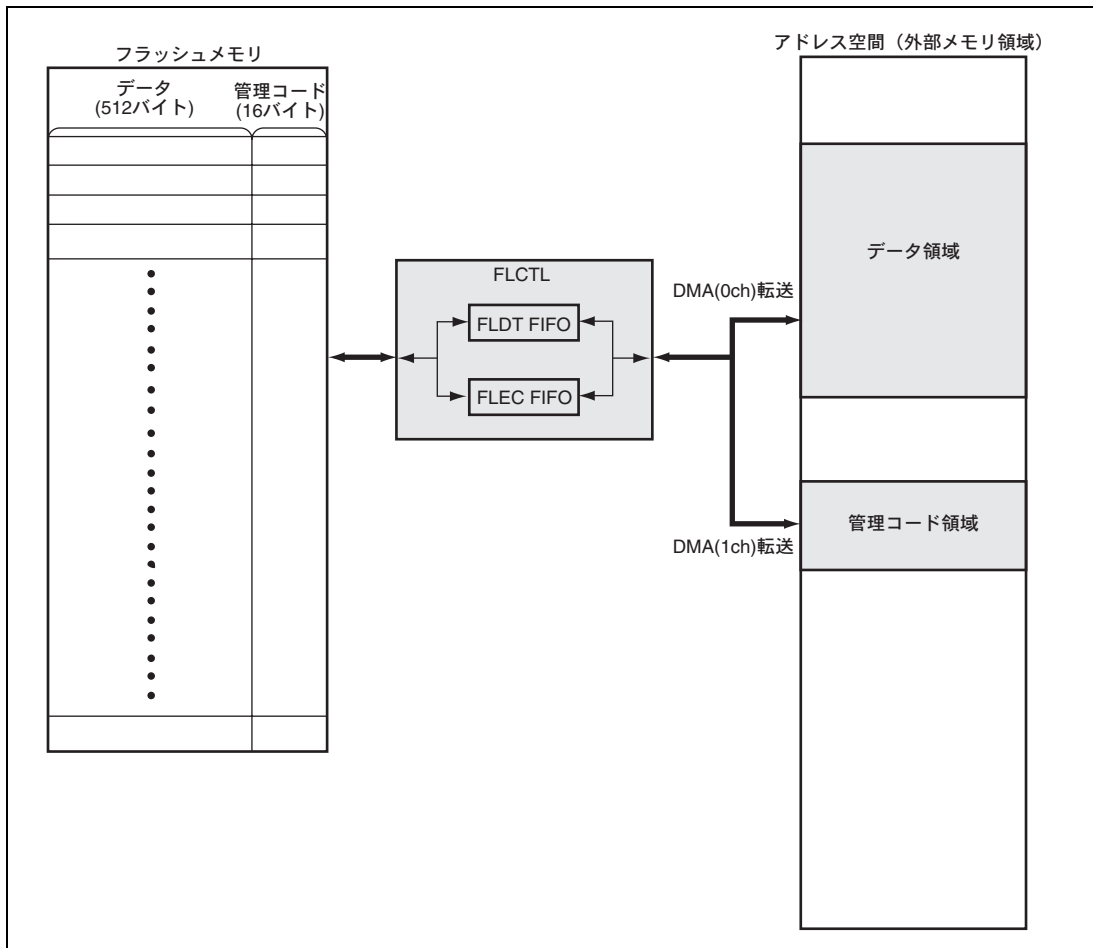 フラッシュメモリ
データ
(512バイト)
管理コード
(16バイト)
FLCTL
FLDT FIFO
FLEC FIFO
DMA(0ch)転送
DMA(1ch)転送
アドレス空間（外部メモリ領域）
データ領域
管理コード領域